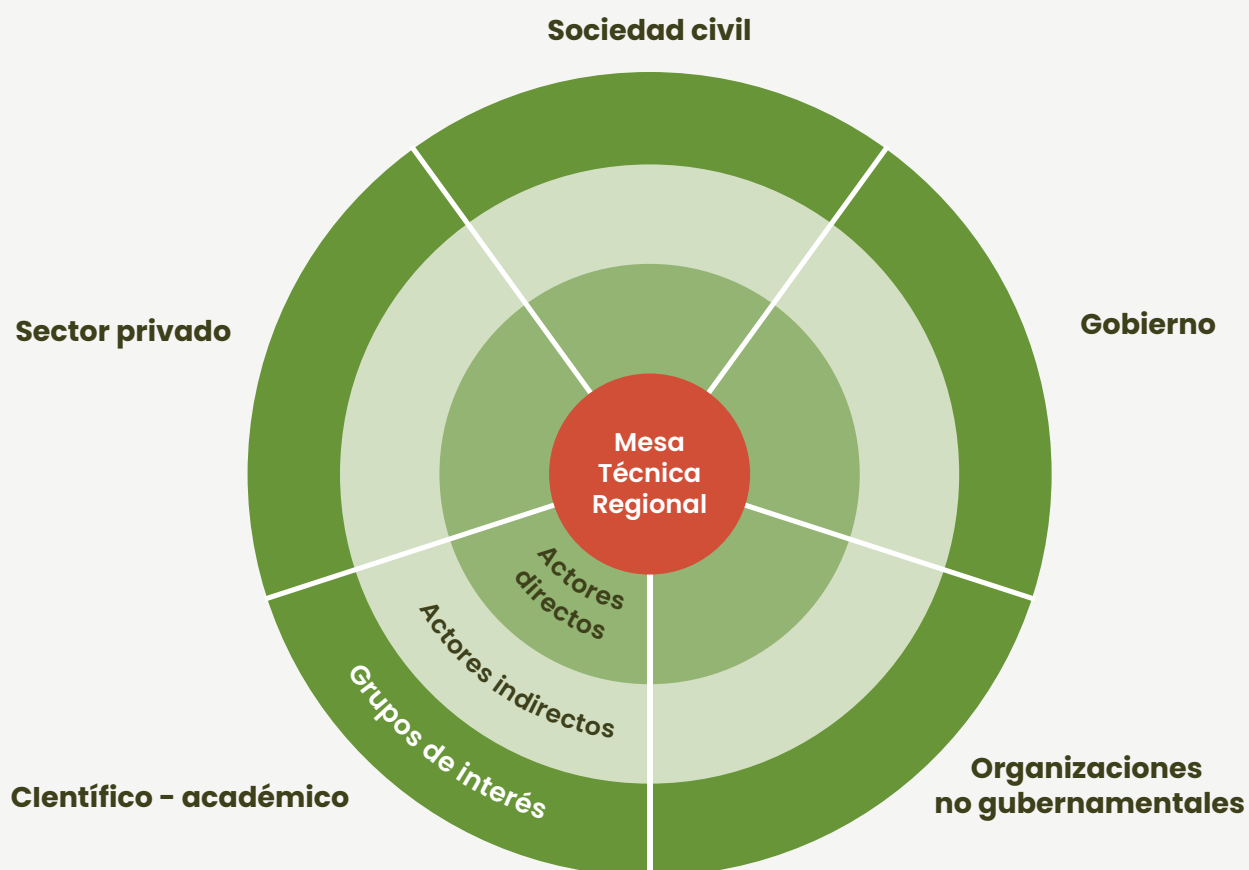 Sociedad civil
Sector privado
Gobierno
Mesa
Técnica
Regional
Actores
directos
Actores indirectos
Grupos de interés
CIentífico - académico
Organizaciones
no gubernamentales